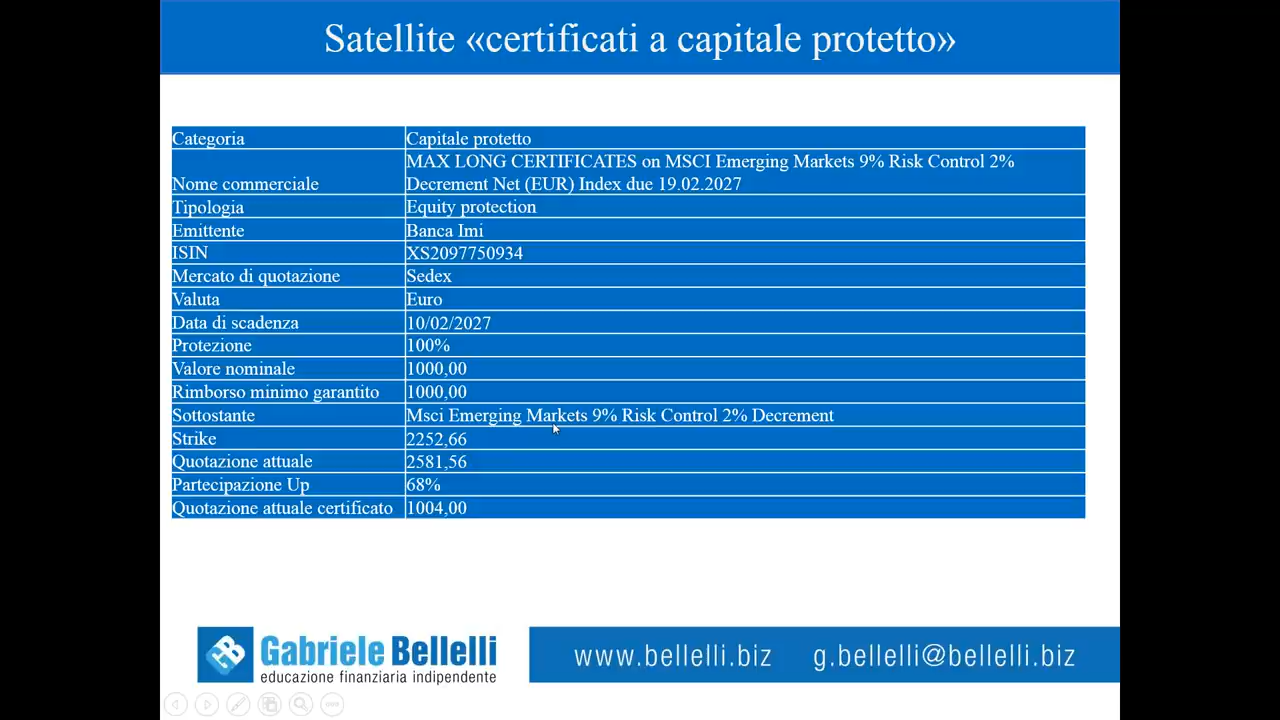 Satellite «certificati a capitale protetto»
Categoria Capitale protetto
Nome commerciale MAX LONG CERTIFICATES on MSCI Emerging Markets 9% Risk Control 2%
Decrement Net (EUR) Index due 19.02.2027
Tipologia Equity protection
Emittente Banca Imi
ISIN XS2097750934
Mercato di quotazione Sedex
Valuta Euro
Data di scadenza 10/02/2027
Protezione 100%
Valore nominale 1000,00
Rimborso minimo garantito 1000,00
Sottostante Msci Emerging Markets 9% Risk Control 2% Decrement
Strike 2252,66
Quotazione attuale 2581,56
Partecipazione Up 68%
Quotazione attuale certificato 1004,00
Gabriele Bellelli
educazione finanziaria indipendente
www.bellelli.biz g.bellelli@bellelli.biz